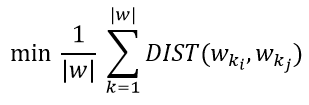 min 1/|w| ∑_{k=1}^{|w|} DIST(w_{k_i}, w_{k_j})